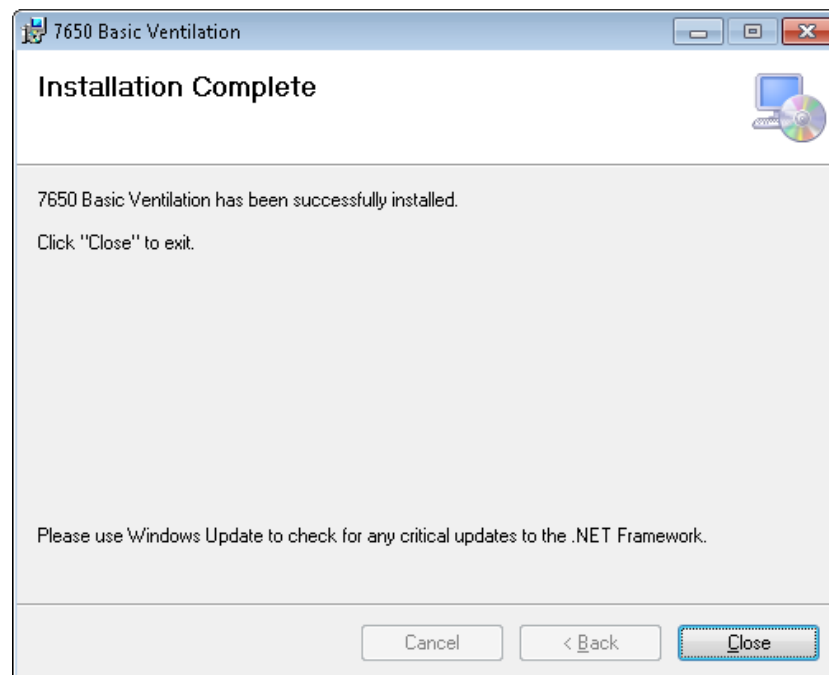 7650 Basic Ventilation
Installation Complete
7650 Basic Ventilation has been successfully installed.
Click "Close" to exit.
Please use Windows Update to check for any critical updates to the .NET Framework.
Cancel
< Back
Close